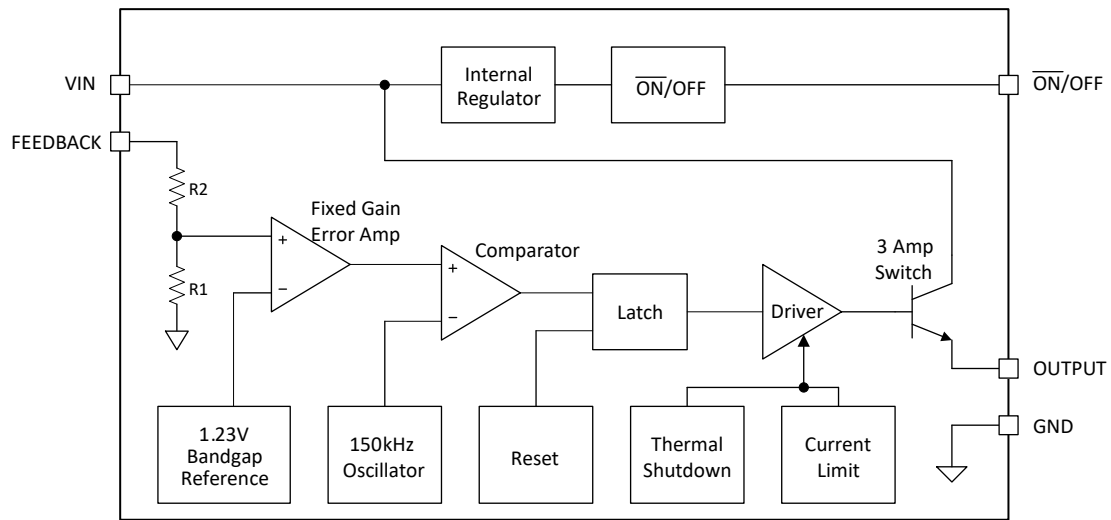 VIN
Internal
Regulator
ON/OFF
ON/OFF
FEEDBACK
R2
Fixed Gain
Error Amp
+
−
R1
Comparator
+
−
Latch
Driver
3 Amp
Switch
OUTPUT
GND
1.23V
Bandgap
Reference
150kHz
Oscillator
Reset
Thermal
Shutdown
Current
Limit